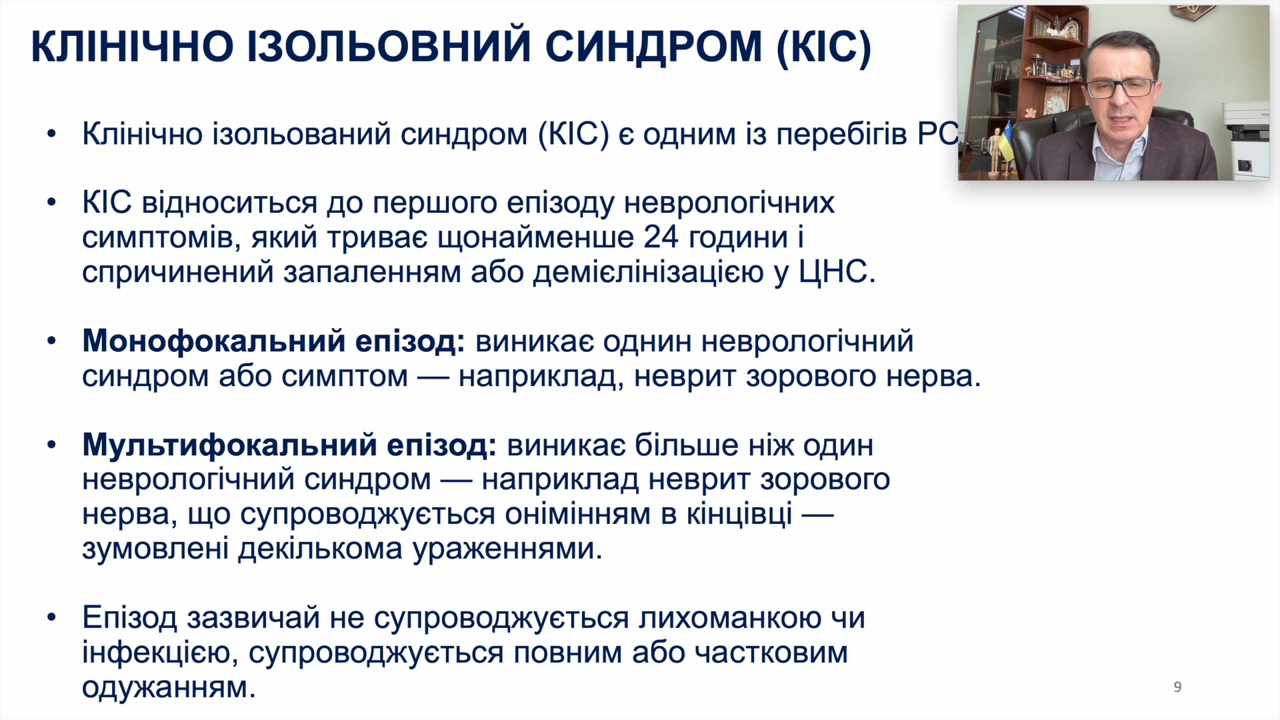 КЛІНІЧНО ІЗОЛЬОВНИЙ СИНДРОМ (КІС)
• Клінічно ізольований синдром (КІС) є одним із перебігів РС
• КІС відноситься до першого епізоду неврологічних
симптомів, який триває щонайменше 24 години і
спричинений запаленням або демієлінізацією у ЦНС.
• Монофокальний епізод: виникає однин неврологічний
синдром або симптом — наприклад, неврит зорового нерва.
• Мультифокальний епізод: виникає більше ніж один
неврологічний синдром — наприклад неврит зорового
нерва, що супроводжується онімінням в кінцівці —
зумовлені декількома ураженнями.
• Епізод зазвичай не супроводжується лихоманкою чи
інфекцією, супроводжується повним або частковим
одужанням.
9